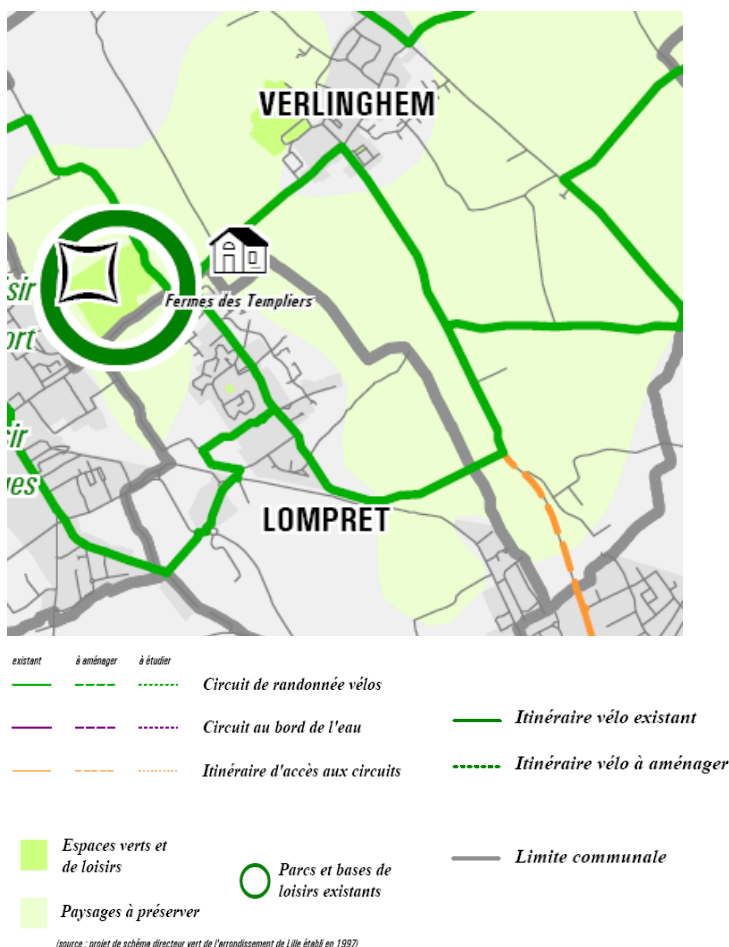 VERLINGHEM
Fermes des Templiers
LOMPRET
existant à aménager à étudier
Circuit de randonnée vélos
Circuit au bord de l'eau
Itinéraire d'accès aux circuits
Itinéraire vélo existant
Itinéraire vélo à aménager
Espaces verts et
de loisirs
Parcs et bases de
loisirs existants
Limite communale
Paysages à préserver
(source : projet de schéma directeur vert de l'arrondissement de Lille établi en 1997)